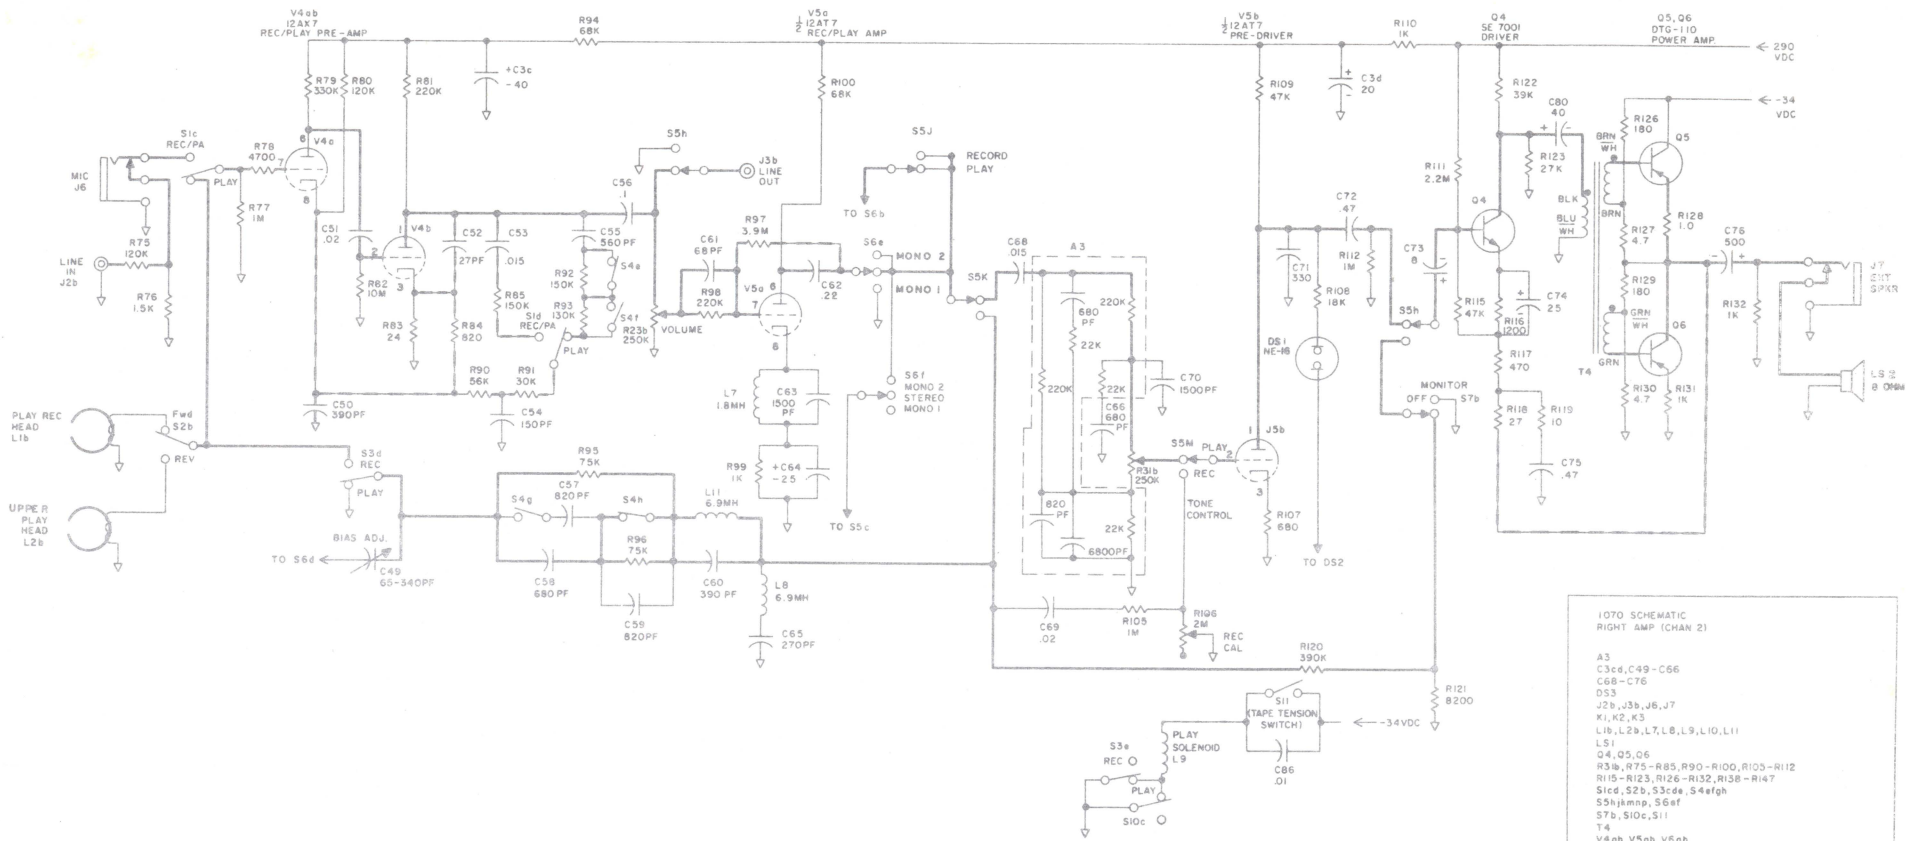 V4ab
12AX7
REC/PLAY PRE-AMP
R94
68K
V5a
½ 12AT7
REC/PLAY AMP
V5b
½ 12AT7
PRE-DRIVER
R110
1K
Q4
SE 7001
DRIVER
Q5,Q6
DTG-110
POWER AMP.
290
VDC
R79
330K
R80
120K
R81
220K
+C3c
-40
R100
68K
R109
47K
+
C3d
20
-
R122
39K
C80
40
+ -
-34
VDC
S1c
REC/PA
PLAY
MIC
J6
R78
4700
6
7
8
V4a
R77
1M
LINE
IN
J2b
R75
120K
R76
1.5K
C51
.02
1
2
3
V4b
R82
10M
R83
24
R84
820
C52
27PF
C53
.015
R85
150K
C55
560PF
R92
150K
R93
130K
S4e
S4f
S1d
REC/PA
PLAY
C56
.1
S5h
J3b
LINE
OUT
R23b
250K
VOLUME
C61
68PF
R97
3.9M
R98
220K
V5a
6
7
8
C62
.22
S5J
RECORD
PLAY
TO S6b
S6e
MONO 2
MONO 1
S6f
MONO 2
STEREO
MONO 1
TO S5c
R90
56K
R91
30K
C50
390PF
C54
150PF
L7
1.8MH
C63
1500
PF
R99
1K
+C64
-25
C68
.015
S5K
A3
680
PF
22K
220K
220K
22K
C66
680
PF
C70
1500PF
R31b
250K
820
PF
22K
6800PF
S5M
PLAY
REC
TONE
CONTROL
C71
330
R108
18K
DS1
NE-16
TO DS2
J5b
1
2
3
R107
680
C72
.47
R112
1M
C73
8
+
S5h
R111
2.2M
R115
47K
Q4
R123
27K
R116
1200
+
-
C74
25
R117
470
R118
27
R119
10
C75
.47
MONITOR
OFF
S7b
BRN
WH
BLK
BLU
WH
BRN
GRN
WH
GRN
T4
R126
180
Q5
R127
4.7
R128
1.0
R129
180
Q6
R130
4.7
R131
1K
C76
500
- +
R132
1K
J7
EXT
SPKR
LS 2
8 OHM
PLAY REC
HEAD
L1b
Fwd
S2b
REV
UPPER
PLAY
HEAD
L2b
S3d
REC
PLAY
BIAS ADJ.
TO S6d
C49
65-340PF
R95
75K
S4g
C57
820PF
S4h
L11
6.9MH
C58
680PF
R96
75K
C59
820PF
C60
390 PF
L8
6.9MH
C65
270PF
C69
.02
R105
1M
R106
2M
REC
CAL
R120
390K
R121
8200
S11
(TAPE TENSION
SWITCH)
-34VDC
C86
.01
PLAY
SOLENOID
L9
S3e
REC
PLAY
S10c
1070 SCHEMATIC
RIGHT AMP (CHAN 2)
A3
C3cd,C49-C66
C68-C76
DS3
J2b,J3b,J6,J7
K1,K2,K3
L1b,L2b,L7,L8,L9,L10,L11
LS1
Q4,Q5,Q6
R31b,R75-R85,R90-R100,R105-R112
R115-R123,R126-R132,R138-R147
S1cd,S2b,S3cde,S4efgh
S5hjkmnp,S6ef
S7b,S10c,S11
T4
V4ab,V5ab,V6ab